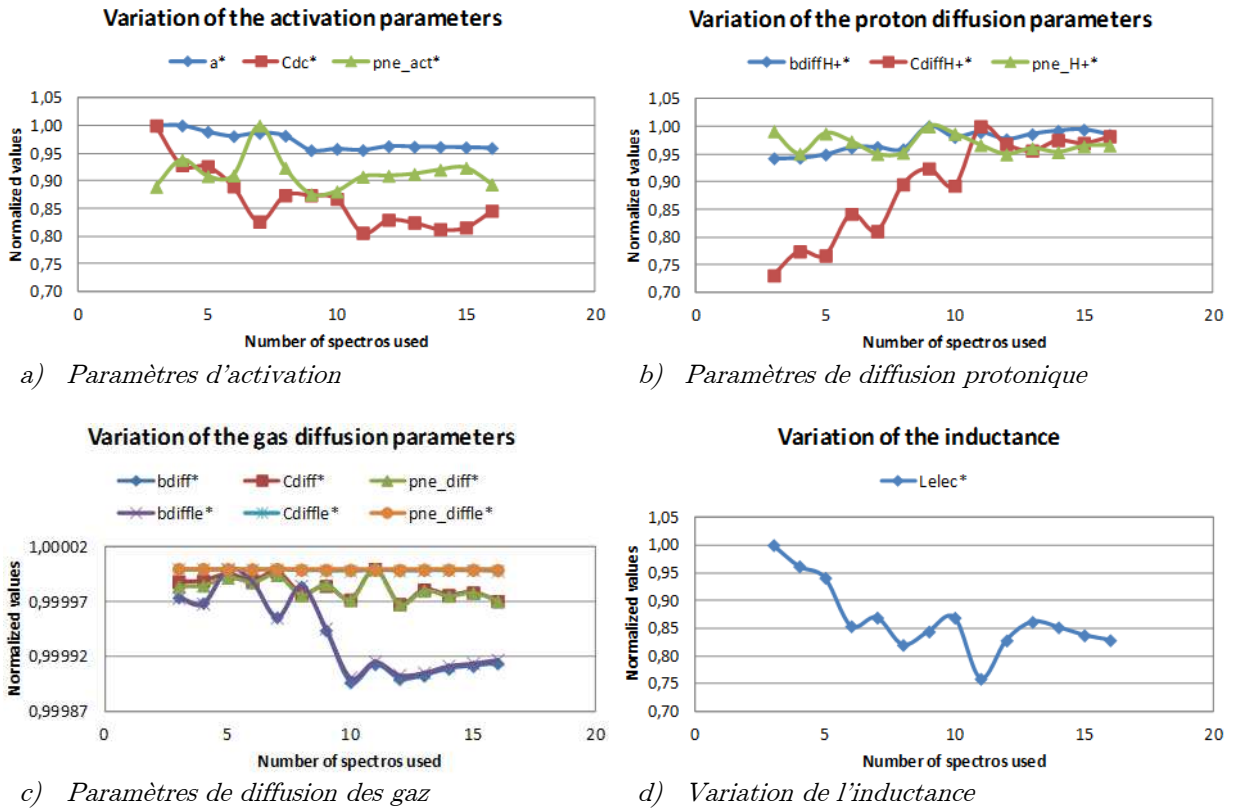 Variation of the activation parameters
a* Cdc* pne_act*
1,05
1,00
0,95
0,90
0,85
0,80
0,75
0,70
Normalized values
0 5 10 15 20
Number of spectros used
a) Paramètres d'activation
Variation of the proton diffusion parameters
bdiffH+* CdiffH+* pne_H+*
1,05
1,00
0,95
0,90
0,85
0,80
0,75
0,70
Normalized values
0 5 10 15 20
Number of spectros used
b) Paramètres de diffusion protonique
Variation of the gas diffusion parameters
bdiff* Cdiff* pne_diff*
bdiffle* Cdiffle* pne_diffle*
1,00002
0,99997
0,99992
0,99987
Normalized values
0 5 10 15 20
Number of spectros used
c) Paramètres de diffusion des gaz
Variation of the inductance
Lelec*
1,05
1,00
0,95
0,90
0,85
0,80
0,75
0,70
Normalized values
0 5 10 15 20
Number of spectros used
d) Variation de l'inductance